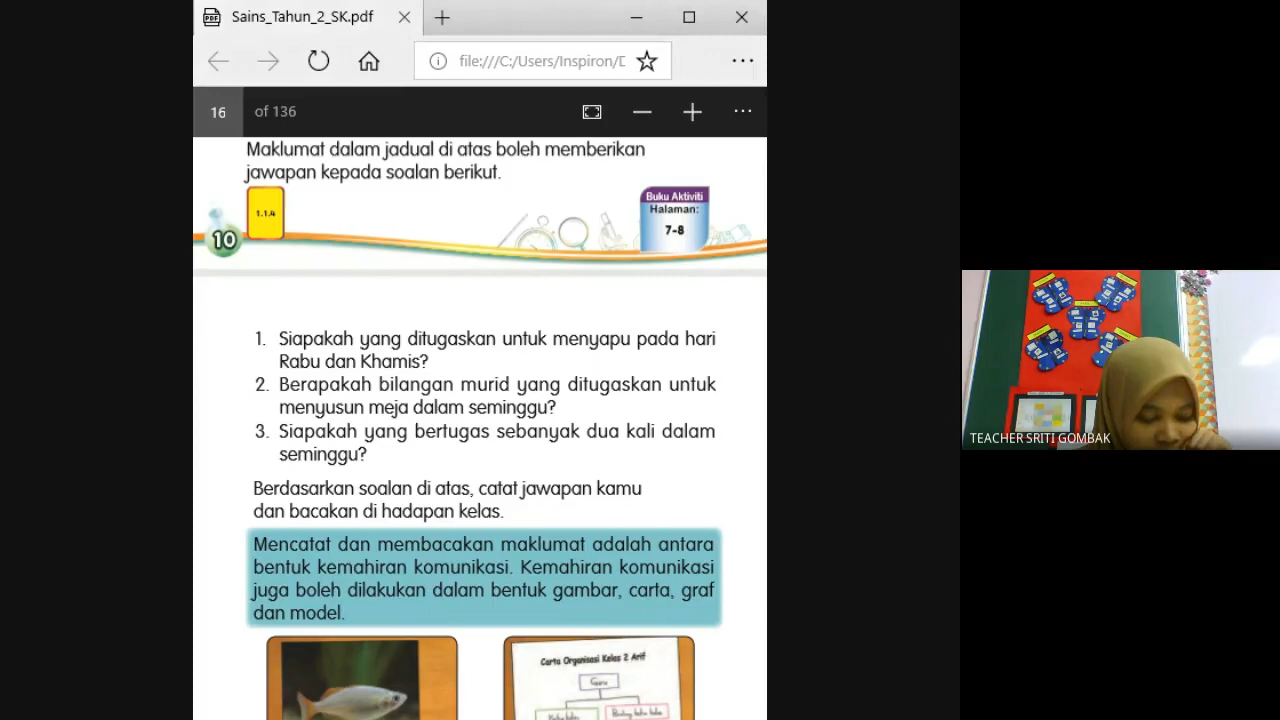 Sains_Tahun_2_SK.pdf
file:///C:/Users/Inspiron/D
16 of 136
Maklumat dalam jadual di atas boleh memberikan
jawapan kepada soalan berikut.
1.1.4
Buku Aktiviti
Halaman:
7-8
10
1. Siapakah yang ditugaskan untuk menyapu pada hari
Rabu dan Khamis?
2. Berapakah bilangan murid yang ditugaskan untuk
menyusun meja dalam seminggu?
3. Siapakah yang bertugas sebanyak dua kali dalam
seminggu?
Berdasarkan soalan di atas, catat jawapan kamu
dan bacakan di hadapan kelas.
Mencatat dan membacakan maklumat adalah antara
bentuk kemahiran komunikasi. Kemahiran komunikasi
juga boleh dilakukan dalam bentuk gambar, carta, graf
dan model.
Carta Organisasi Kelas 2 Arif
Guru
TEACHER SRITI GOMBAK